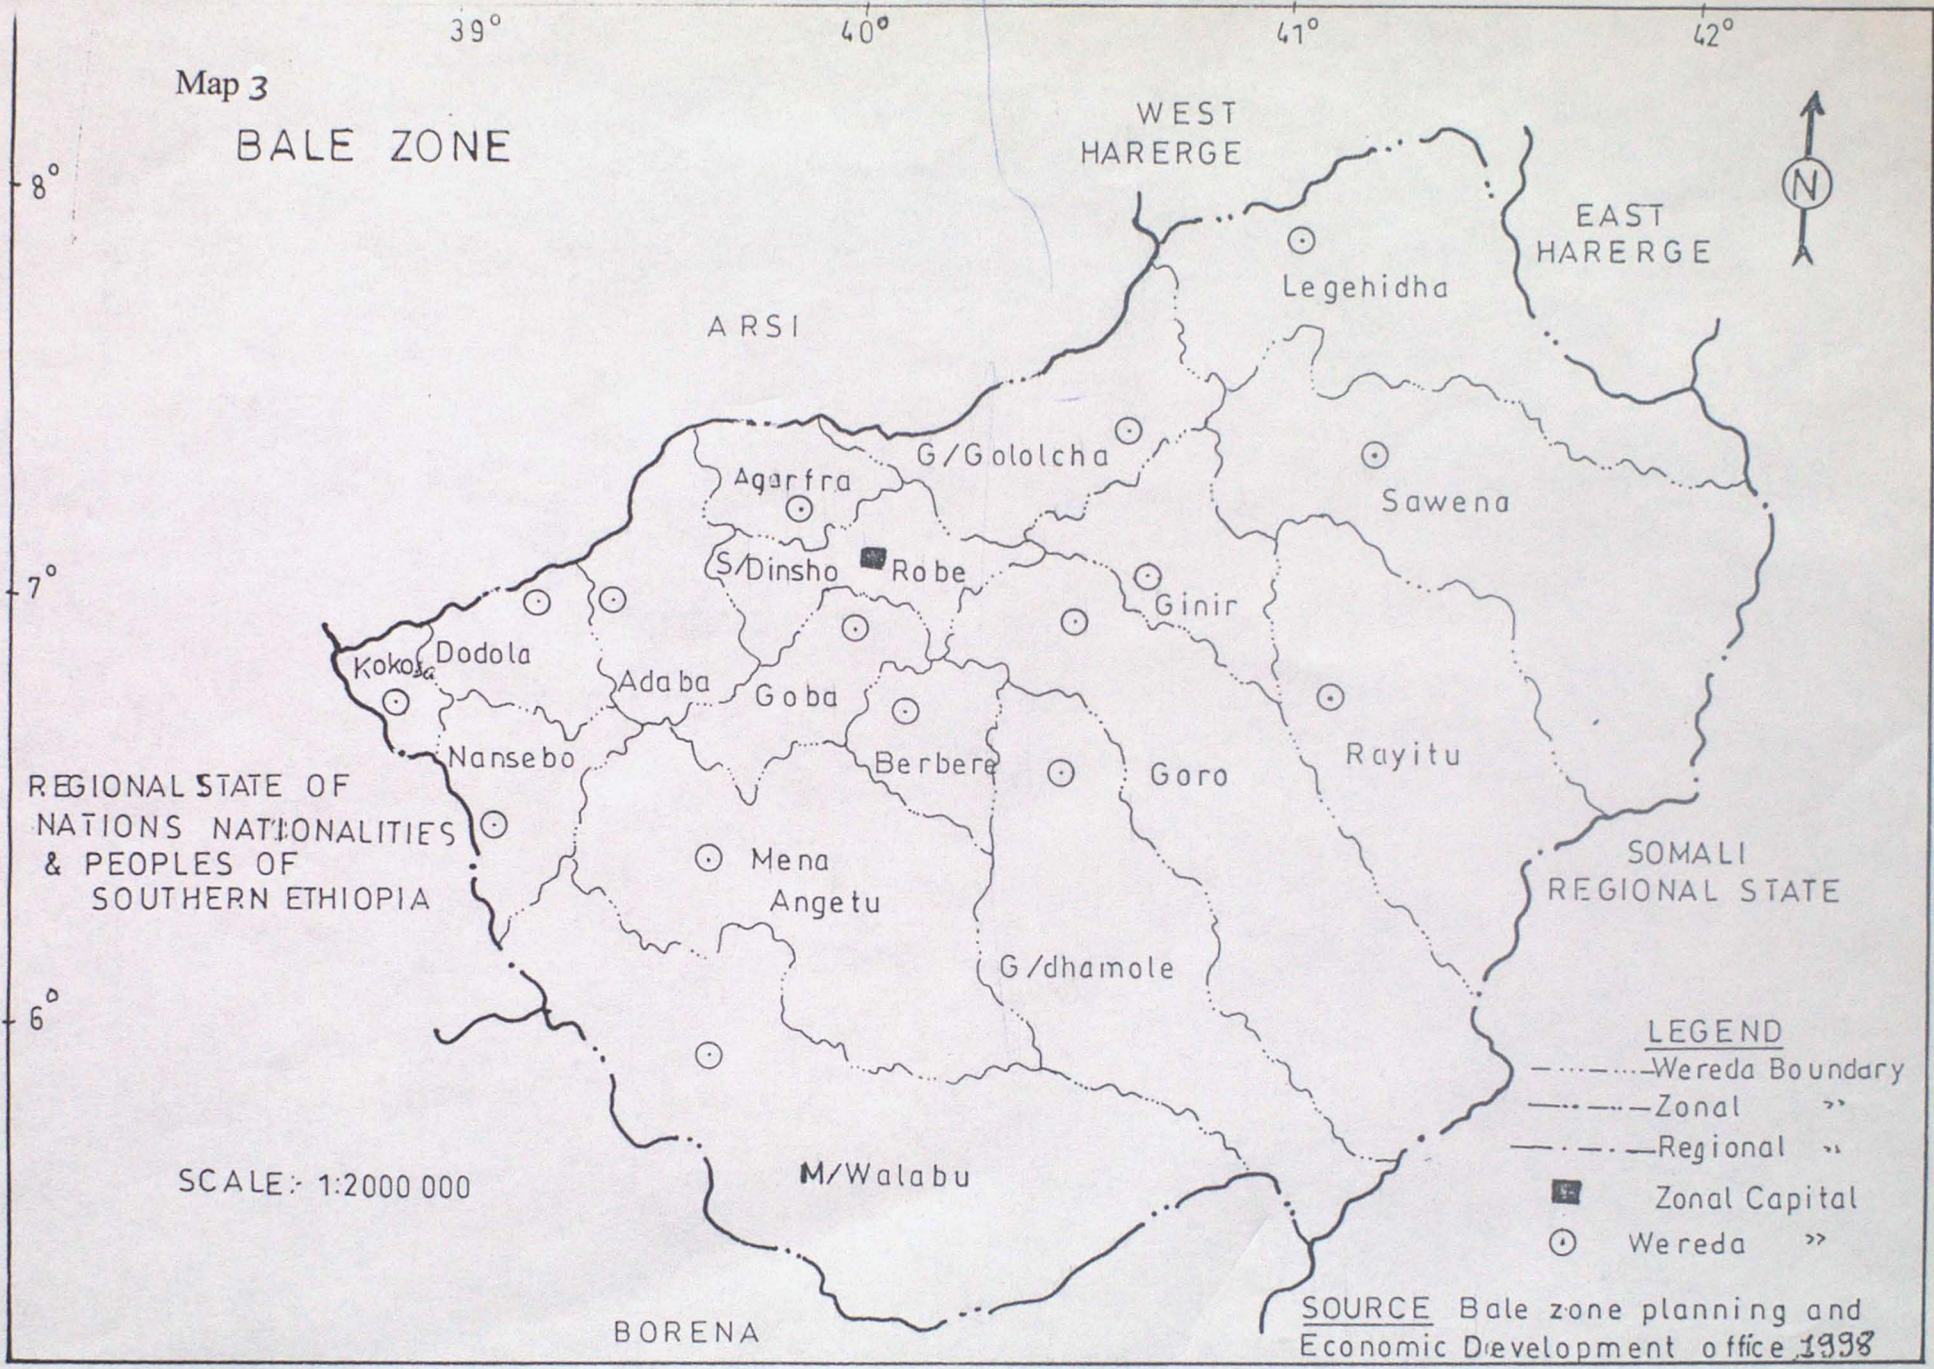 39° 40° 41° 42°
Map 3
BALE ZONE
8°
7°
6°
WEST
HARERGE
EAST
HARERGE
N
ARSI
Legehidha
G/Gololcha
Agarfra
Sawena
S/Dinsho
Robe
Ginir
Kokosa
Dodola
Adaba
Goba
Nansebo
Berbere
Goro
Rayitu
REGIONAL STATE OF
NATIONS NATIONALITIES
& PEOPLES OF
SOUTHERN ETHIOPIA
Mena
Angetu
SOMALI
REGIONAL STATE
G/dhamole
M/Walabu
BORENA
SCALE:- 1:2000 000
LEGEND
Wereda Boundary
Zonal "
Regional "
Zonal Capital
Wereda "
SOURCE Bale zone planning and
Economic Development office, 1998